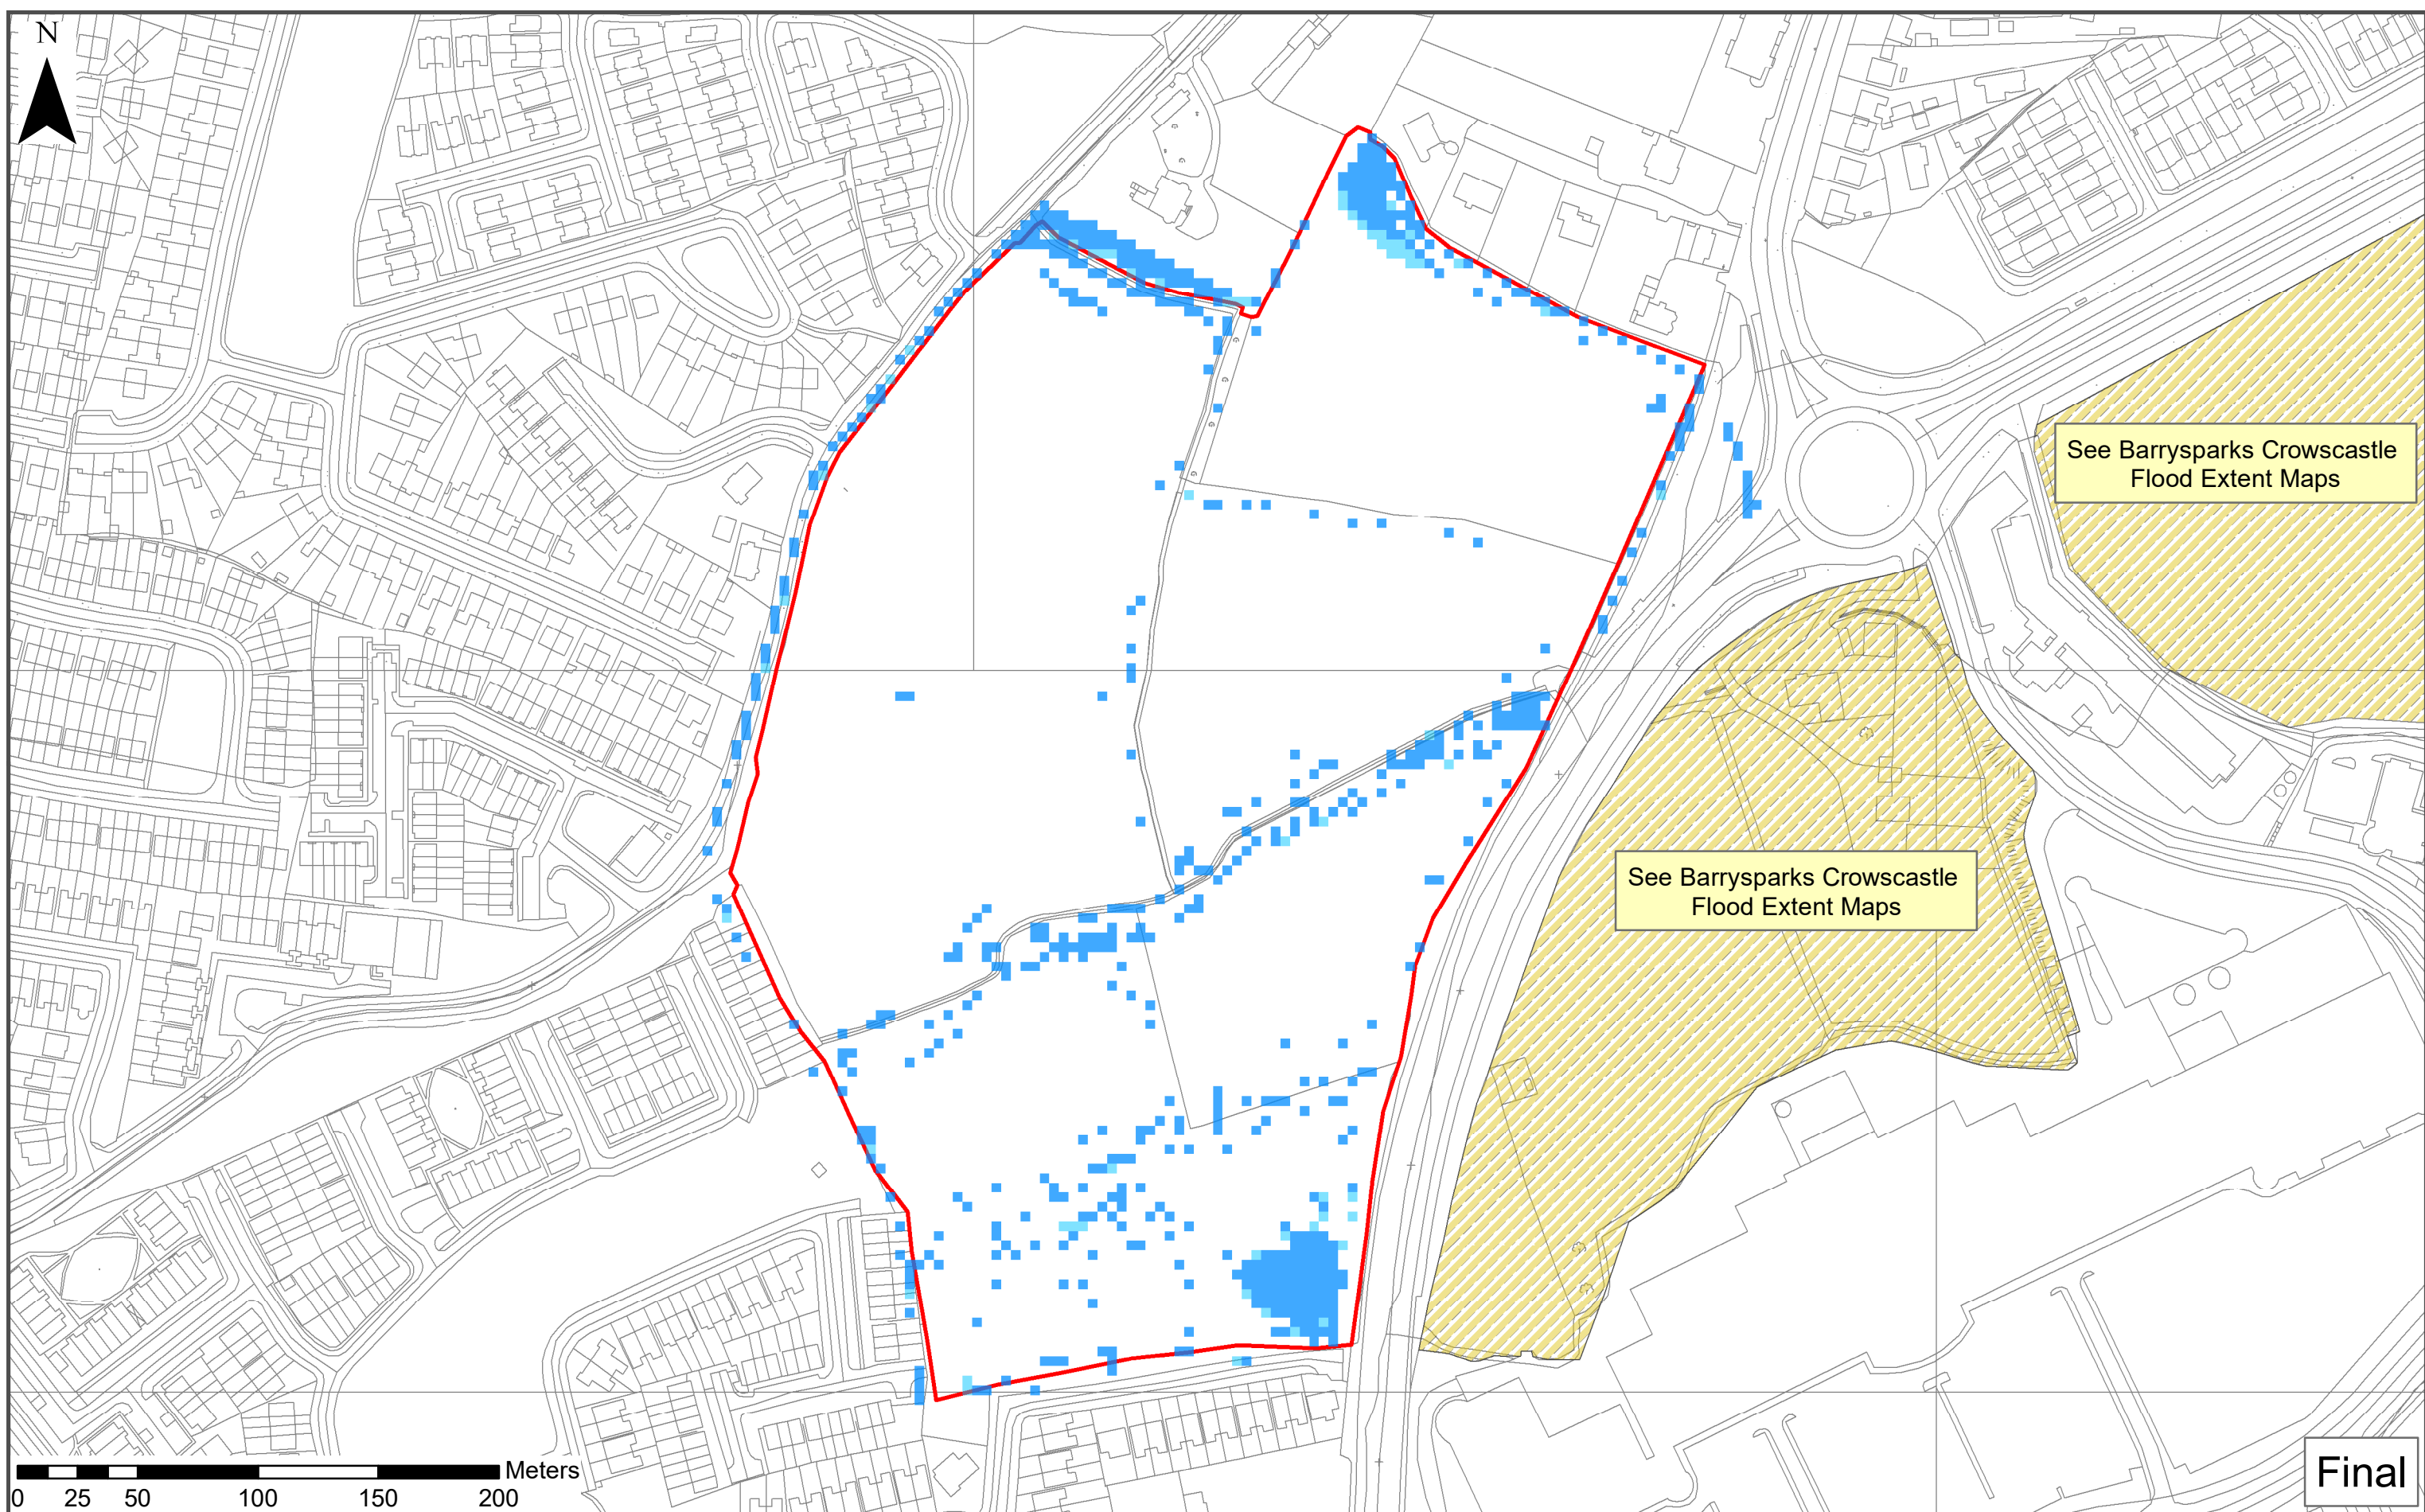 N
See Barrysparks Crowscastle
Flood Extent Maps
See Barrysparks Crowscastle
Flood Extent Maps
Meters
0 25 50 100 150 200
Final